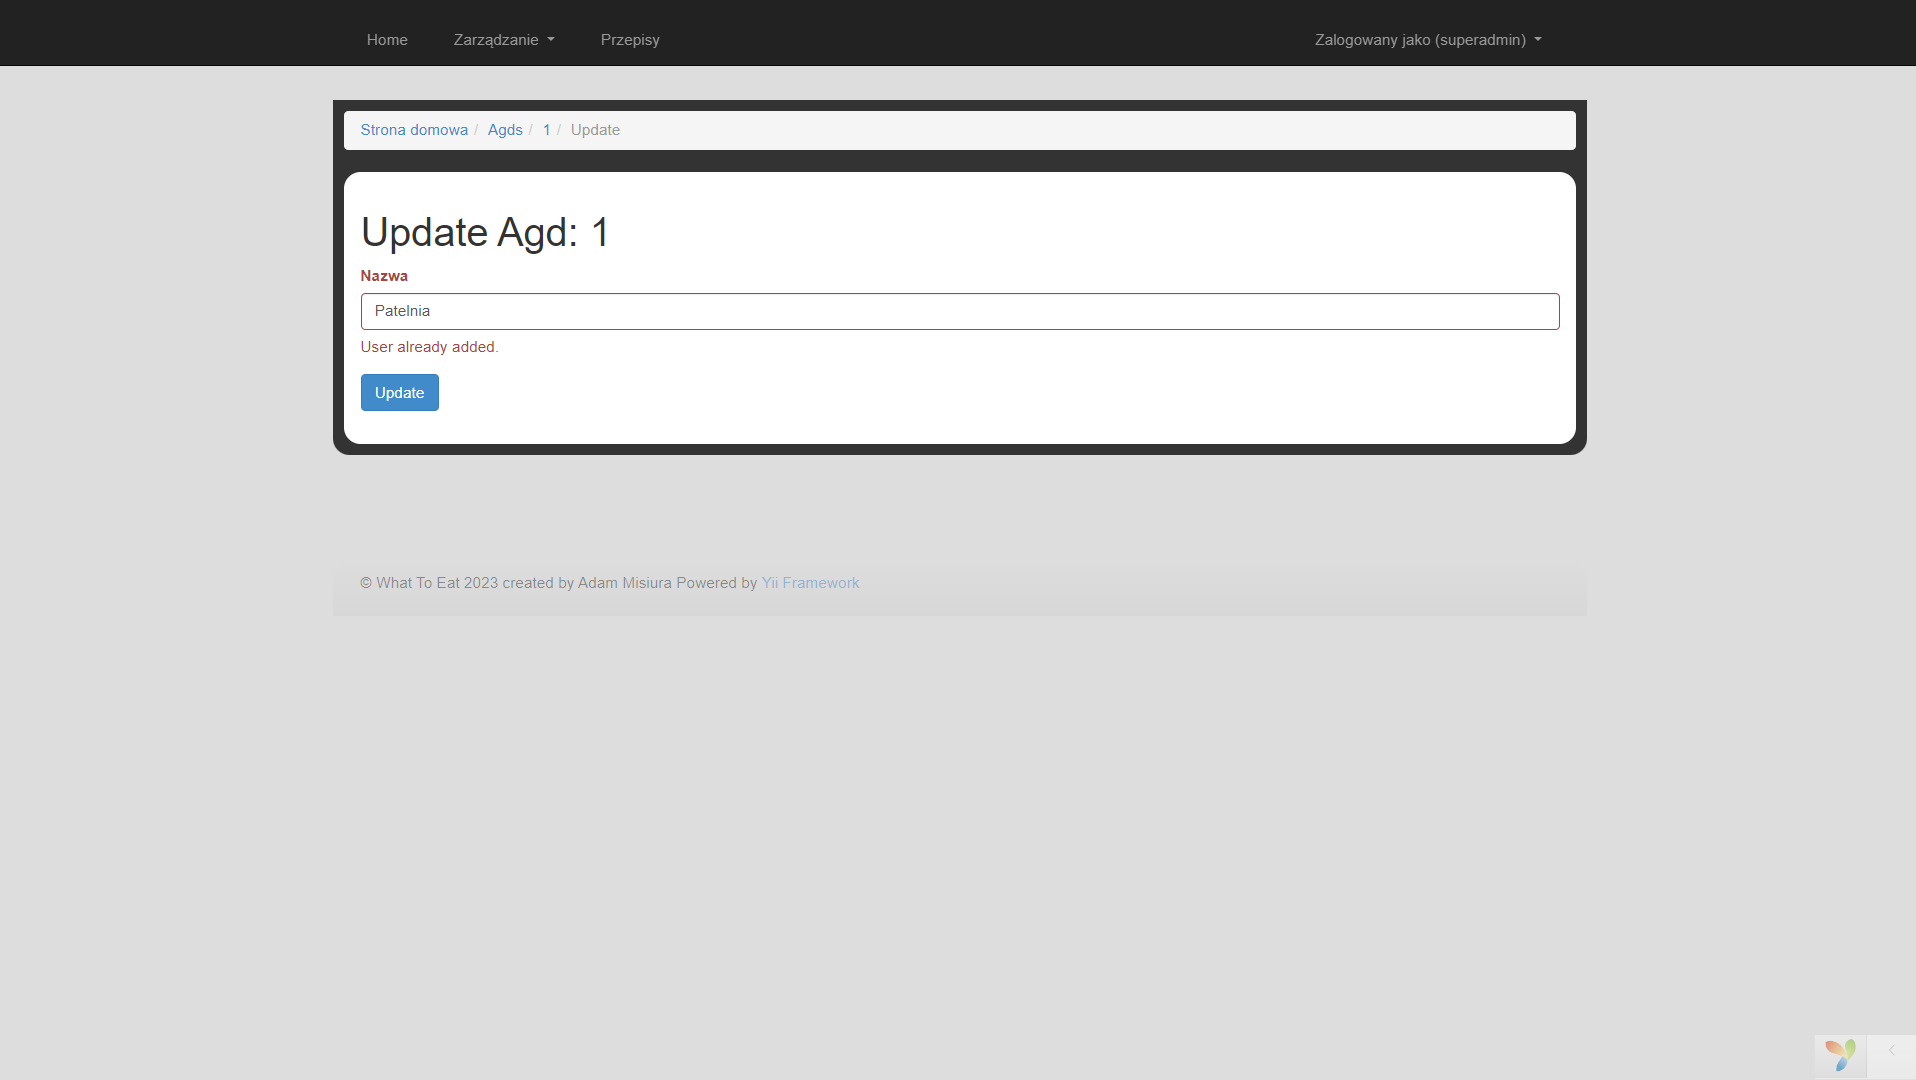 Home Zarządzanie Przepisy Zalogowany jako (superadmin)
Strona domowa / Agds / 1 / Update
Update Agd: 1
Nazwa
Patelnia
User already added.
Update
© What To Eat 2023 created by Adam Misiura Powered by Yii Framework